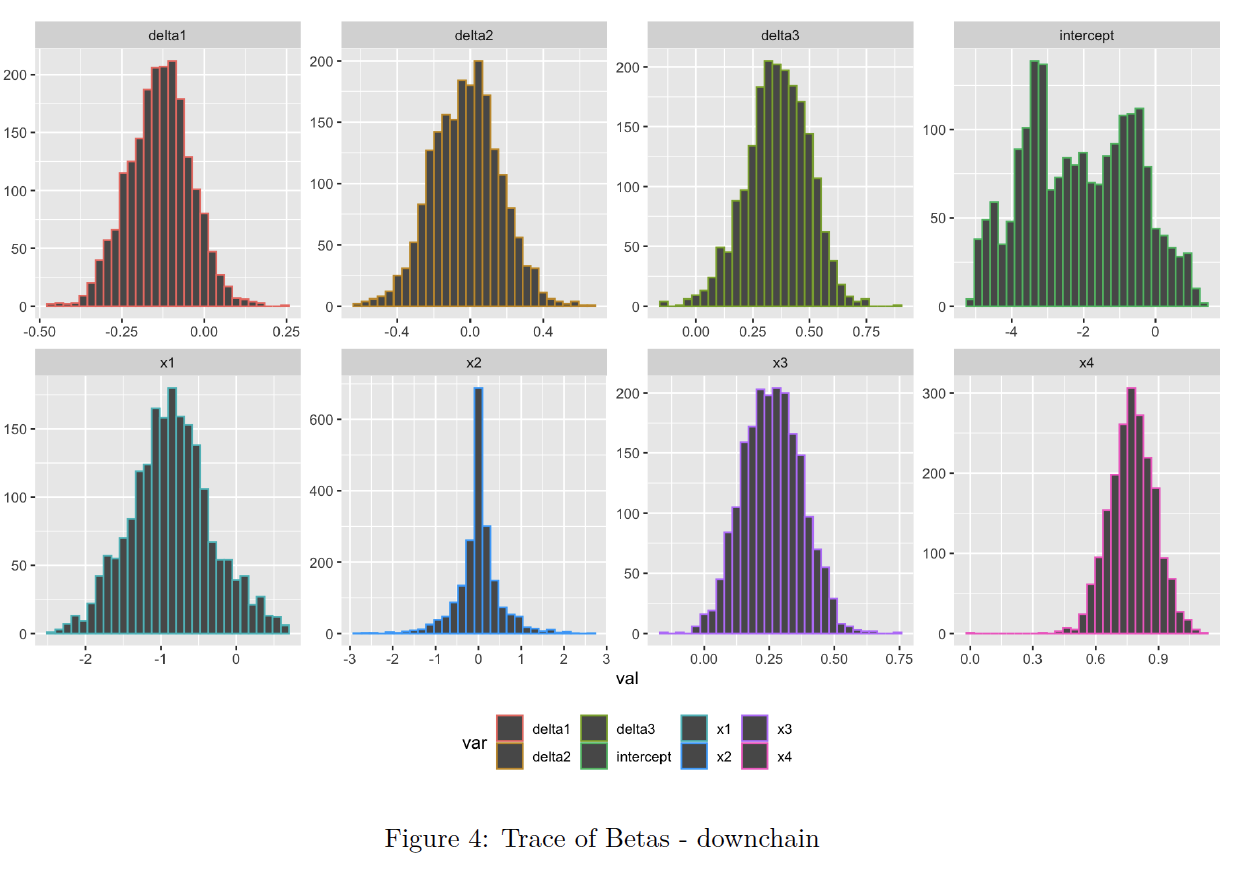 delta1 delta2 delta3 intercept
200 200 200
150 150 150 100
100 100 100
50 50 50 50
0 0 0 0
-0.50 -0.25 0.00 0.25 -0.4 0.0 0.4 0.00 0.25 0.50 0.75 -4 -2 0
x1 x2 x3 x4
150 600 200 300
100 400 150 200
50 200 100 100
0 0 50 0
0
-2 -1 0 -3 -2 -1 0 1 2 3 0.00 0.25 0.50 0.75 0.0 0.3 0.6 0.9
val
var delta1 delta3 x1 x3
delta2 intercept x2 x4
Figure 4: Trace of Betas - downchain